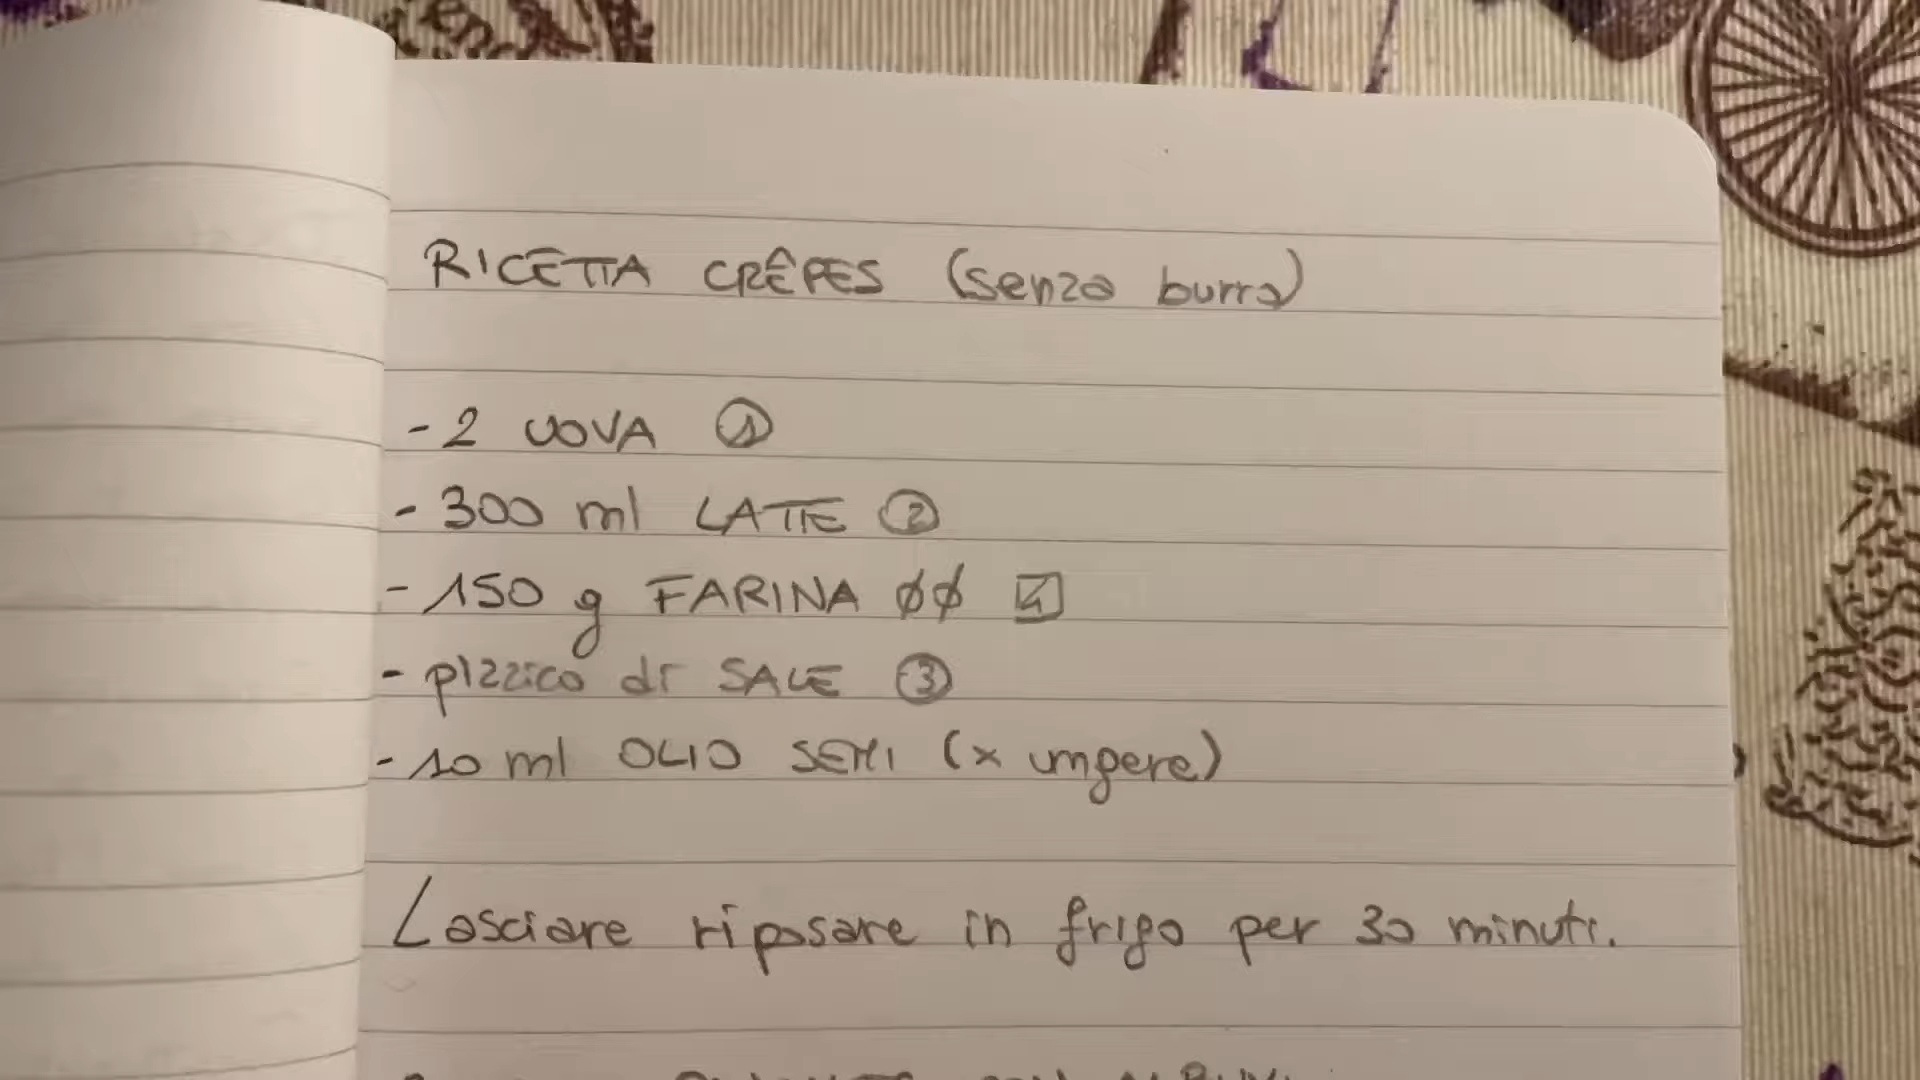 RICETTA CRÊPES (senza burro)
- 2 UOVA ①
- 300 ml LATTE ②
- 150 g FARINA 00 4
- pizzico di SALE ③
- 10 ml OLIO SEMI (x ungere)
Lasciare riposare in frigo per 30 minuti.